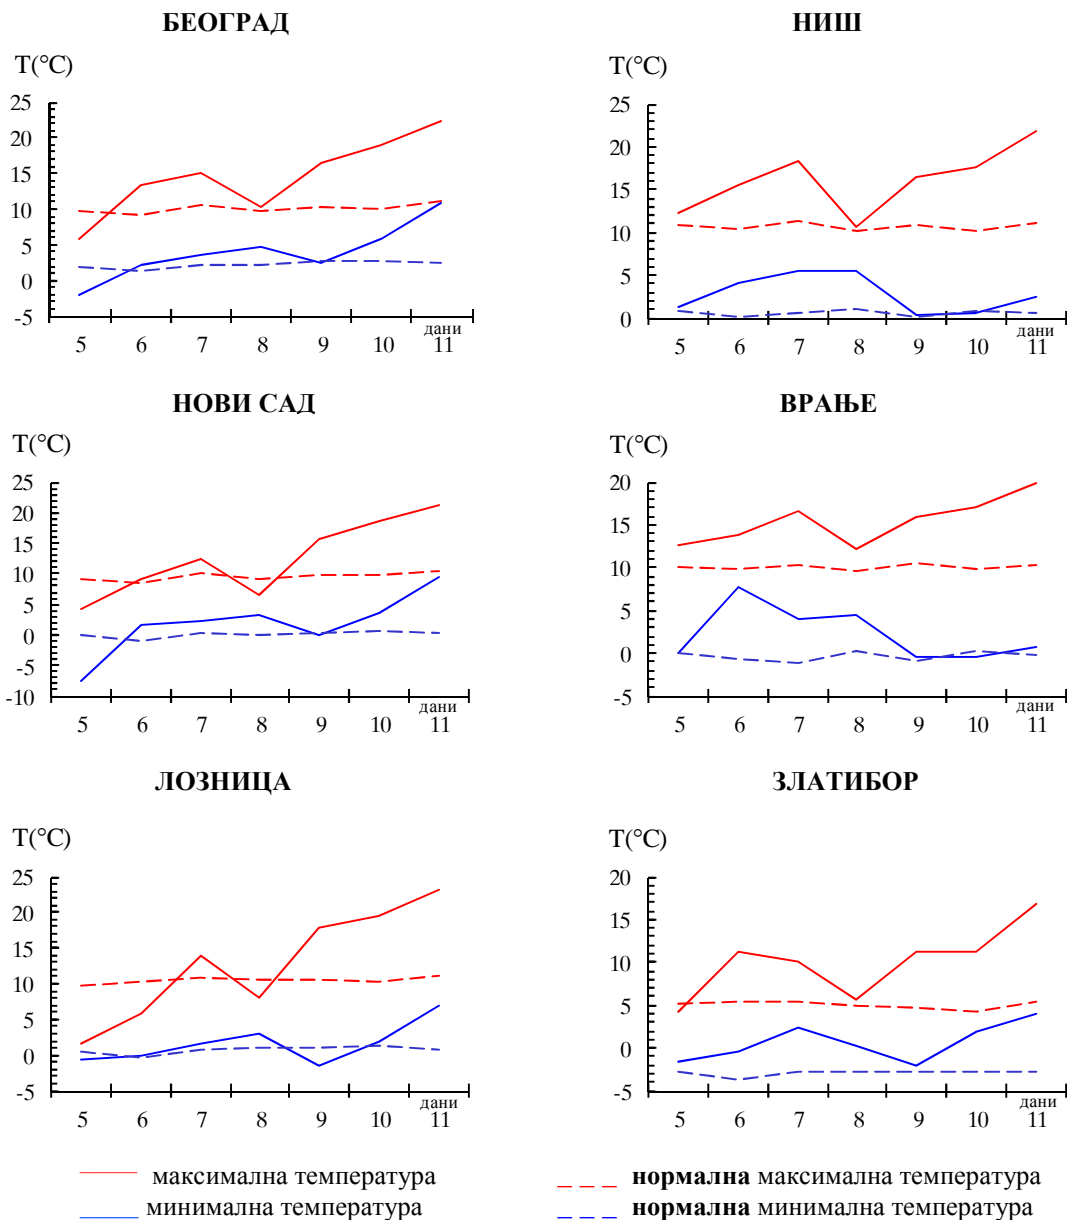 БЕОГРАД
T(°C)
25
20
15
10
5
0
-5
5 6 7 8 9 10 11
дани
НИШ
T(°C)
25
20
15
10
5
0
5 6 7 8 9 10 11
дани
НОВИ САД
T(°C)
25
20
15
10
5
0
-5
-10
5 6 7 8 9 10 11
дани
ВРАЊЕ
T(°C)
20
15
10
5
0
-5
5 6 7 8 9 10 11
дани
ЛОЗНИЦА
T(°C)
25
20
15
10
5
0
-5
5 6 7 8 9 10 11
дани
ЗЛАТИБОР
T(°C)
20
15
10
5
0
-5
5 6 7 8 9 10 11
дани
максимална температура
минимална температура
нормална максимална температура
нормална минимална температура